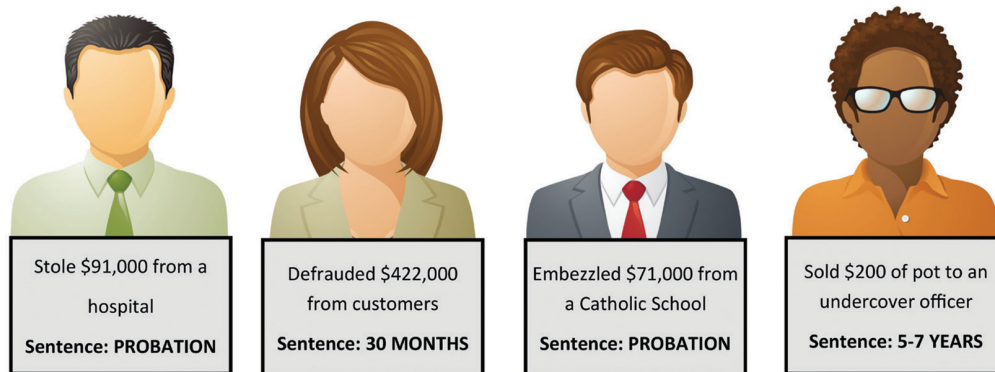 Stole $91,000 from a
hospital
Sentence: PROBATION
Defrauded $422,000
from customers
Sentence: 30 MONTHS
Embezzled $71,000 from
a Catholic School
Sentence: PROBATION
Sold $200 of pot to an
undercover officer
Sentence: 5-7 YEARS